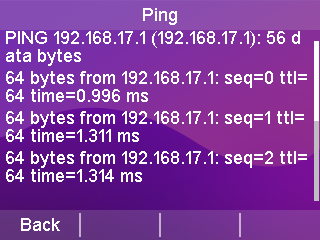 Ping
PING 192.168.17.1 (192.168.17.1): 56 d
ata bytes
64 bytes from 192.168.17.1: seq=0 ttl=
64 time=0.996 ms
64 bytes from 192.168.17.1: seq=1 ttl=
64 time=1.311 ms
64 bytes from 192.168.17.1: seq=2 ttl=
64 time=1.314 ms
Back